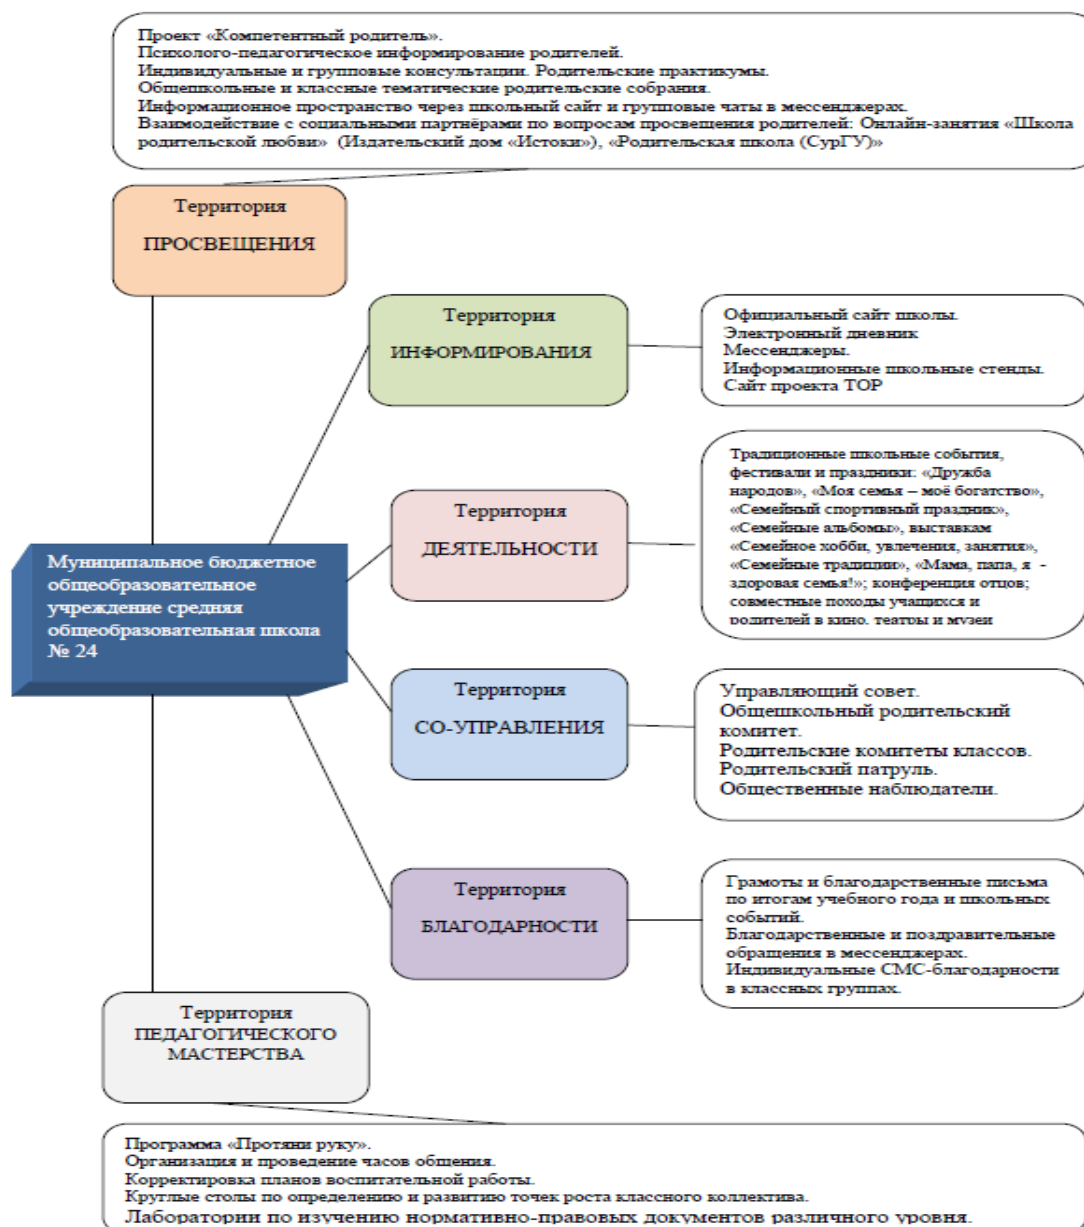 Проект «Компетентный родитель».
Психолого-педагогическое информирование родителей.
Индивидуальные и групповые консультации. Родительские практикумы.
Общешкольные и классные тематические родительские собрания.
Информационное пространство через школьный сайт и групповые чаты в мессенджерах.
Взаимодействие с социальными партнёрами по вопросам просвещения родителей: Онлайн-занятия «Школа
родительской любви» (Издательский дом «Истоки»), «Родительская школа (СурГУ)»
Территория
ПРОСВЕЩЕНИЯ
Территория
ИНФОРМИРОВАНИЯ
Официальный сайт школы.
Электронный дневник
Мессенджеры.
Информационные школьные стенды.
Сайт проекта ТОР
Территория
ДЕЯТЕЛЬНОСТИ
Традиционные школьные события,
фестивали и праздники: «Дружба
народов», «Моя семья – моё богатство»,
«Семейный спортивный праздник»,
«Семейные альбомы», выставкам
«Семейное хобби, увлечения, занятия»,
«Семейные традиции», «Мама, папа, я -
здоровая семья!»; конференция отцов;
совместные походы учащихся и
родителей в кино, театры и музеи
Муниципальное бюджетное
общеобразовательное
учреждение средняя
общеобразовательная школа
№ 24
Территория
СО-УПРАВЛЕНИЯ
Управляющий совет.
Общешкольный родительский
комитет.
Родительские комитеты классов.
Родительский патруль.
Общественные наблюдатели.
Территория
БЛАГОДАРНОСТИ
Грамоты и благодарственные письма
по итогам учебного года и школьных
событий.
Благодарственные и поздравительные
обращения в мессенджерах.
Индивидуальные СМС-благодарности
в классных группах.
Территория
ПЕДАГОГИЧЕСКОГО
МАСТЕРСТВА
Программа «Протяни руку».
Организация и проведение часов общения.
Корректировка планов воспитательной работы.
Круглые столы по определению и развитию точек роста классного коллектива.
Лаборатории по изучению нормативно-правовых документов различного уровня.